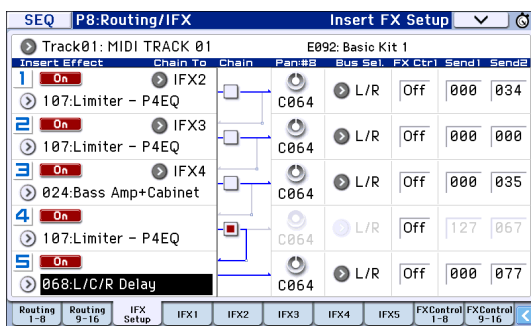 SEQ P8:Routing/IFX Insert FX Setup
Track01: MIDI TRACK 01 E092: Basic Kit 1
Insert Effect Chain To Chain Pan:#8 Bus Sel. FX Ctrl Send1 Send2
1 On IFX2
107:Limiter - P4EQ C064 L/R Off 000 034
2 On IFX3
107:Limiter - P4EQ C064 L/R Off 000 000
3 On IFX4
024:Bass Amp+Cabinet C064 L/R Off 000 035
4 On
107:Limiter - P4EQ C064 L/R Off 127 067
5 On
068:L/C/R Delay C064 L/R Off 000 077
Routing 1-8 Routing 9-16 IFX Setup IFX1 IFX2 IFX3 IFX4 IFX5 FXControl 1-8 FXControl 9-16